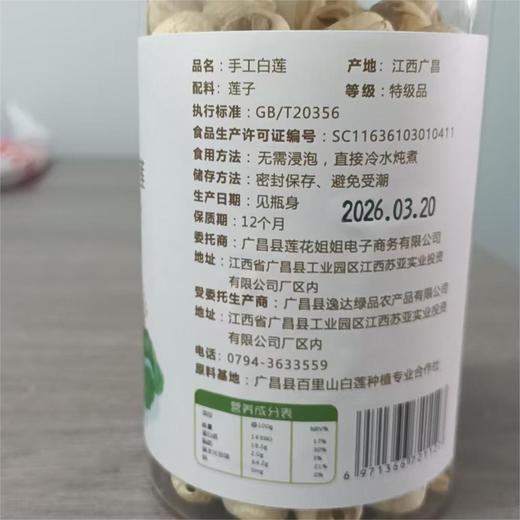 品名：手工白莲 产地：江西广昌
配料：莲子 等级：特级品
执行标准：GB/T20356
食品生产许可证编号：SC11636103010411
食用方法：无需浸泡，直接冷水炖煮
储存方法：密封保存、避免受潮
生产日期：见瓶身
2026.03.20
保质期：12个月
委托商：广昌县莲花姐姐电子商务有限公司
地址：江西省广昌县工业园区江西苏亚实业投资
有限公司厂区内
受委托生产商：广昌县逸达绿品农产品有限公司
地址：江西省广昌县工业园区江西苏亚实业投资
有限公司厂区内
电话：0794-3633559
原料基地：广昌县百里山白莲种植专业合作社
营养成分表
每100g NRV%
17%